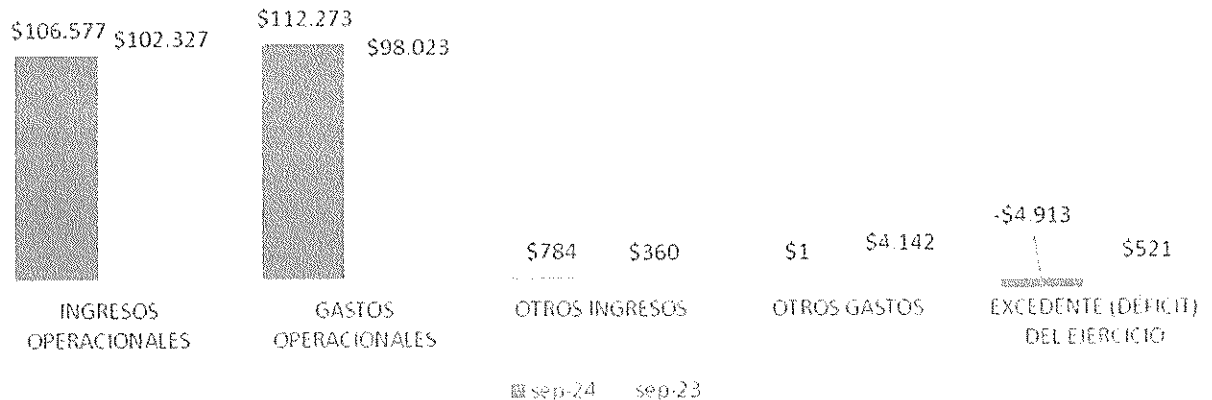 $106.577 $102.327
$112.273 $98.023
$784 $360
$1 $4.142
-$4.913 $521
INGRESOS
OPERACIONALES
GASTOS
OPERACIONALES
OTROS INGRESOS
OTROS GASTOS
EXCEDENTE (DÉFICIT)
DEL EJERCICIO
sep-24 sep-23